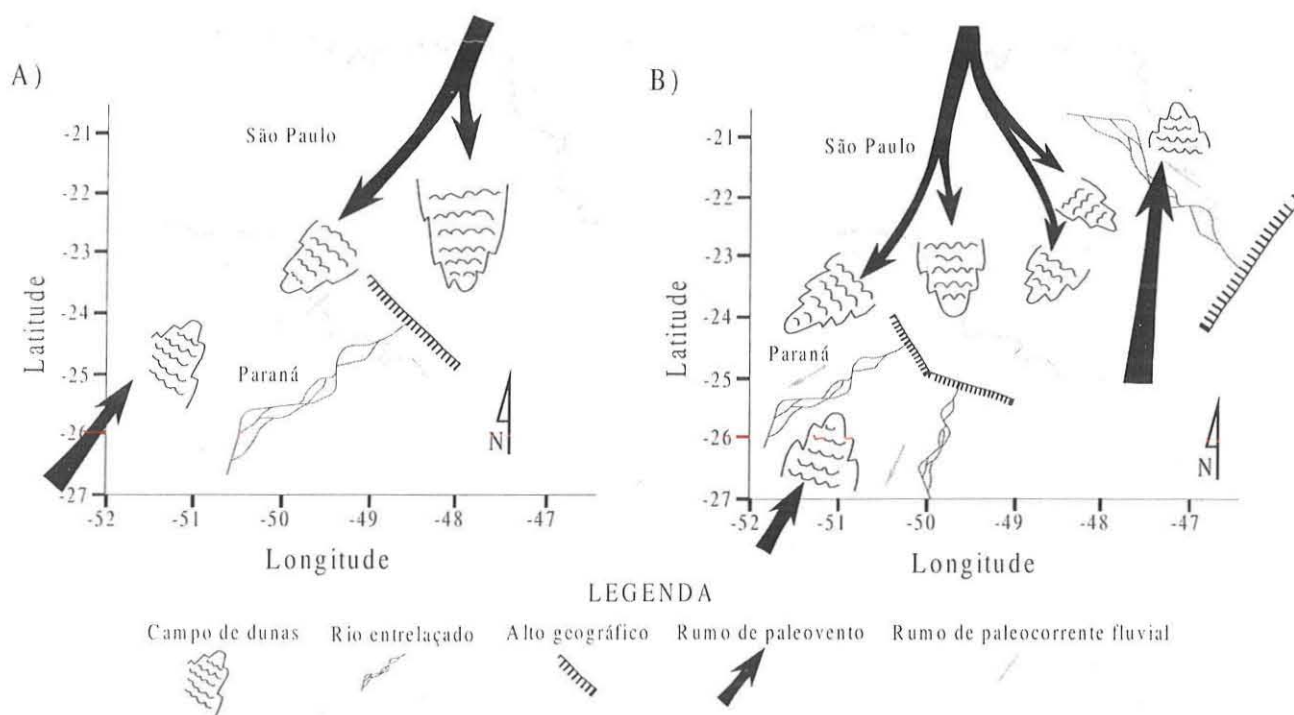 A)
B)
São Paulo
São Paulo
Paraná
Paraná
Latitude
Latitude
-21
-22
-23
-24
-25
-26
-27
-21
-22
-23
-24
-25
-26
-27
N
N
-52 -51 -50 -49 -48 -47
-52 -51 -50 -49 -48 -47
Longitude
Longitude
LEGENDA
Campo de dunas Rio entrelaçado Alto geográfico Rumo de paleovento Rumo de paleocorrente fluvial